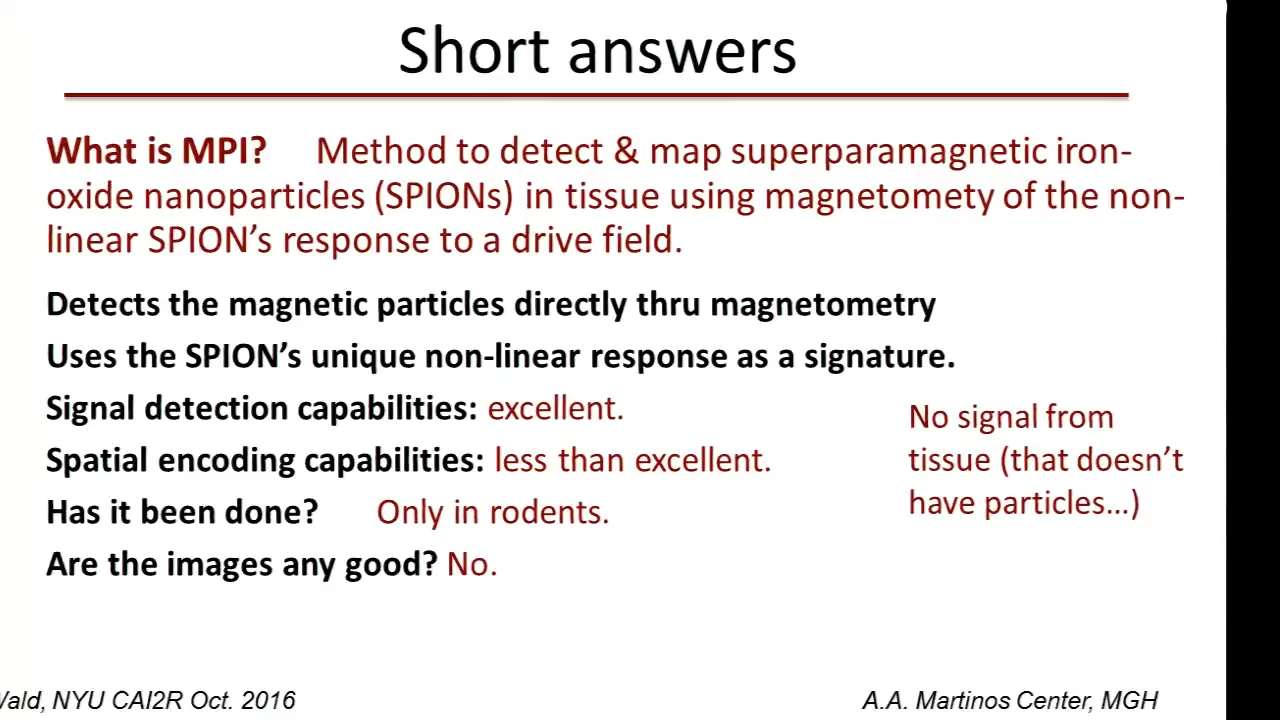 Short answers
What is MPI? Method to detect & map superparamagnetic iron-
oxide nanoparticles (SPIONs) in tissue using magnetomety of the non-
linear SPION’s response to a drive field.
Detects the magnetic particles directly thru magnetometry
Uses the SPION’s unique non-linear response as a signature.
Signal detection capabilities: excellent.
Spatial encoding capabilities: less than excellent.
Has it been done? Only in rodents.
Are the images any good? No.
No signal from
tissue (that doesn’t
have particles...)
Wald, NYU CAI2R Oct. 2016
A.A. Martinos Center, MGH